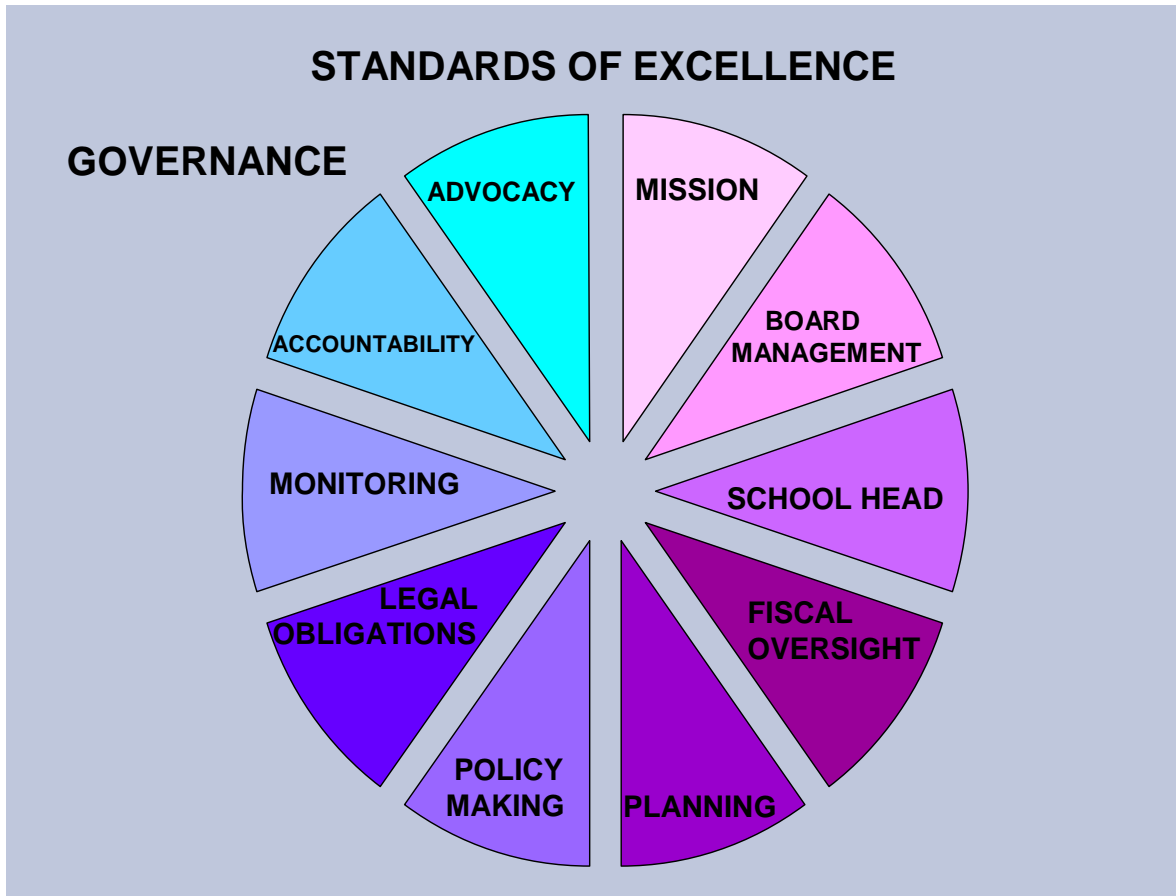 STANDARDS OF EXCELLENCE
GOVERNANCE
ADVOCACY
MISSION
BOARD
MANAGEMENT
ACCOUNTABILITY
MONITORING
SCHOOL HEAD
LEGAL
OBLIGATIONS
FISCAL
OVERSIGHT
POLICY
MAKING
PLANNING